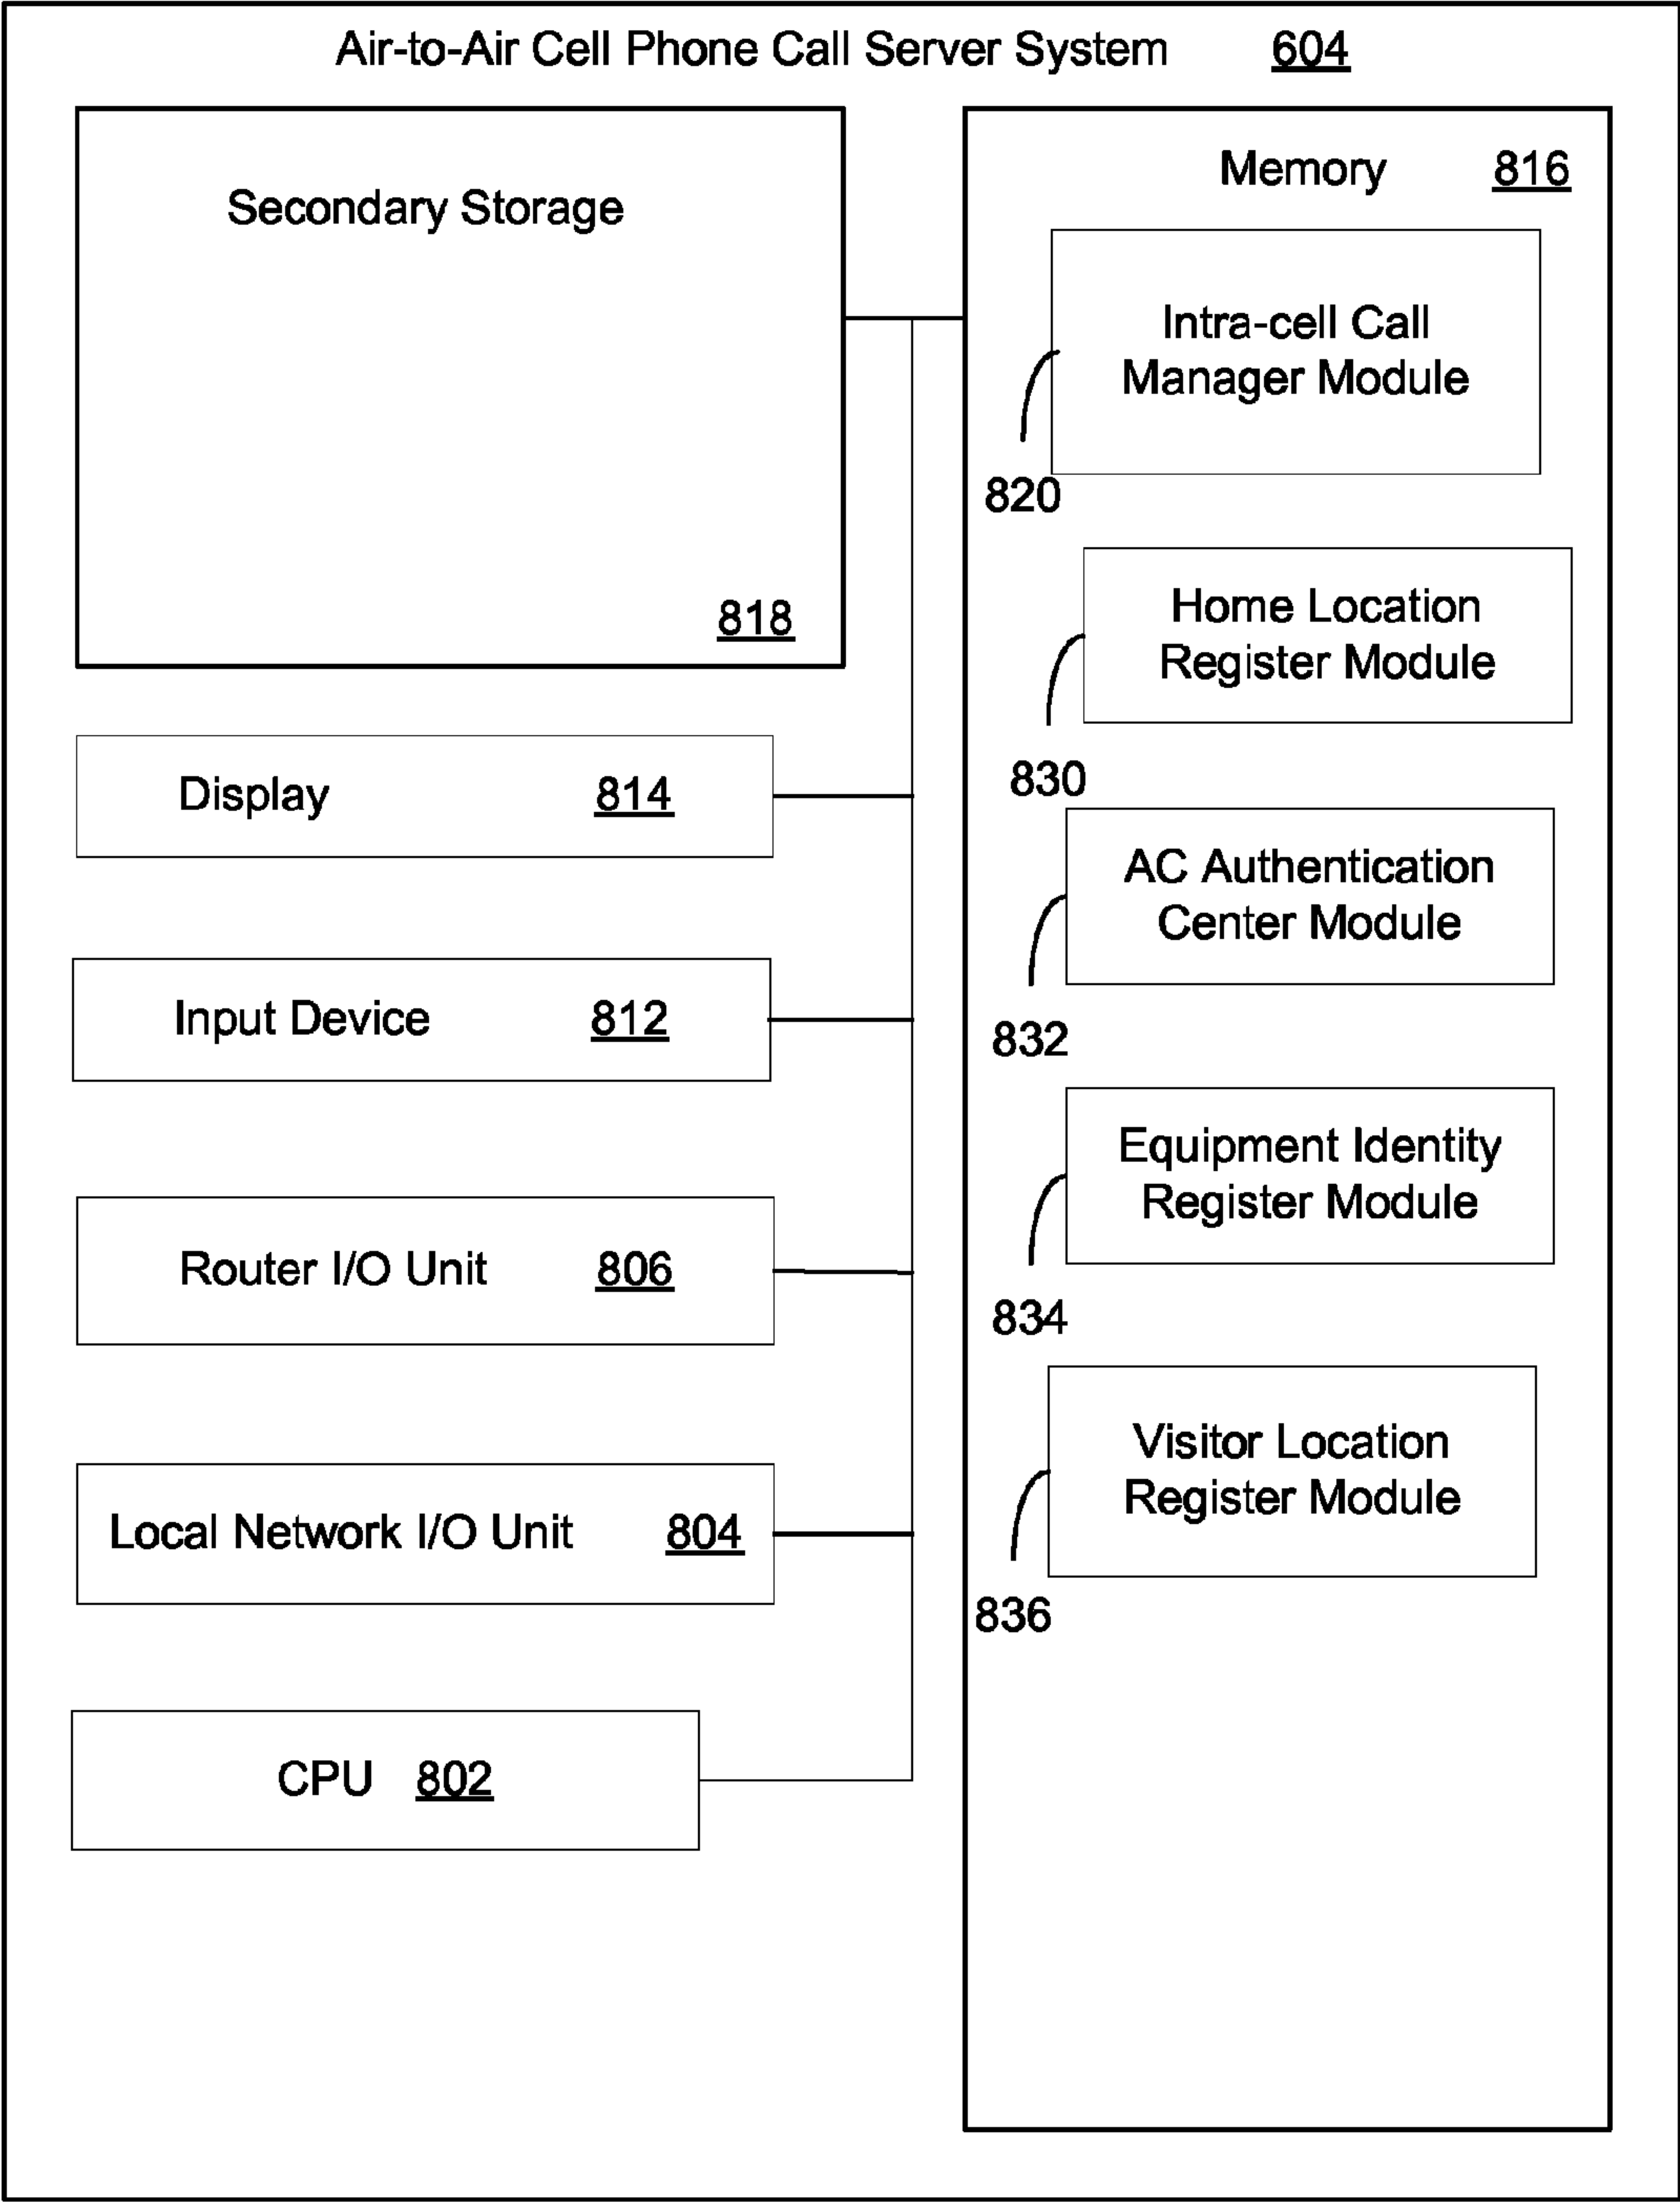 Air-to-Air Cell Phone Call Server System 604
Secondary Storage
818
Display 814
Input Device 812
Router I/O Unit 806
Local Network I/O Unit 804
CPU 802
Memory 816
Intra-cell Call
Manager Module
820
Home Location
Register Module
830
AC Authentication
Center Module
832
Equipment Identity
Register Module
834
Visitor Location
Register Module
836